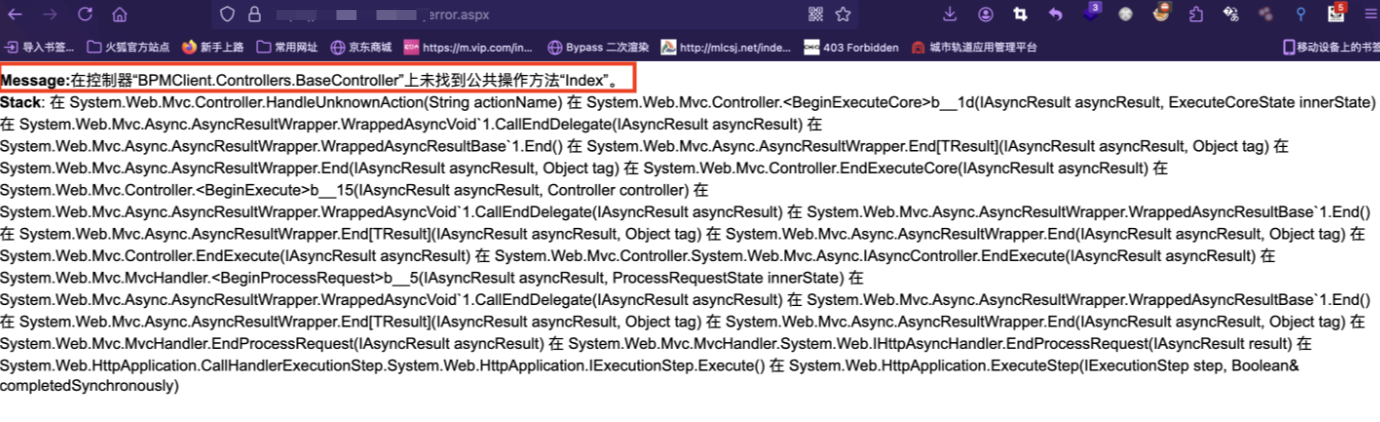 error.aspx
3
5
导入书签...
火狐官方站点
新手上路
常用网址
京东商城
https://m.vip.com/in...
Bypass 二次渲染
http://mlcsj.net/inde...
403 Forbidden
城市轨道应用管理平台
移动设备上的书签
Message:在控制器“BPMClient.Controllers.BaseController”上未找到公共操作方法“Index”。
Stack: 在 System.Web.Mvc.Controller.HandleUnknownAction(String actionName) 在 System.Web.Mvc.Controller.<BeginExecuteCore>b__1d(IAsyncResult asyncResult, ExecuteCoreState innerState)
在 System.Web.Mvc.Async.AsyncResultWrapper.WrappedAsyncVoid`1.CallEndDelegate(IAsyncResult asyncResult) 在
System.Web.Mvc.Async.AsyncResultWrapper.WrappedAsyncResultBase`1.End() 在 System.Web.Mvc.Async.AsyncResultWrapper.End[TResult](IAsyncResult asyncResult, Object tag) 在
System.Web.Mvc.Async.AsyncResultWrapper.End(IAsyncResult asyncResult, Object tag) 在 System.Web.Mvc.Controller.EndExecuteCore(IAsyncResult asyncResult) 在
System.Web.Mvc.Controller.<BeginExecute>b__15(IAsyncResult asyncResult, Controller controller) 在
System.Web.Mvc.Async.AsyncResultWrapper.WrappedAsyncVoid`1.CallEndDelegate(IAsyncResult asyncResult) 在 System.Web.Mvc.Async.AsyncResultWrapper.WrappedAsyncResultBase`1.End()
在 System.Web.Mvc.Async.AsyncResultWrapper.End[TResult](IAsyncResult asyncResult, Object tag) 在 System.Web.Mvc.Async.AsyncResultWrapper.End(IAsyncResult asyncResult, Object tag) 在
System.Web.Mvc.Controller.EndExecute(IAsyncResult asyncResult) 在 System.Web.Mvc.Controller.System.Web.Mvc.Async.IAsyncController.EndExecute(IAsyncResult asyncResult) 在
System.Web.Mvc.MvcHandler.<BeginProcessRequest>b__5(IAsyncResult asyncResult, ProcessRequestState innerState) 在
System.Web.Mvc.Async.AsyncResultWrapper.WrappedAsyncVoid`1.CallEndDelegate(IAsyncResult asyncResult) 在 System.Web.Mvc.Async.AsyncResultWrapper.WrappedAsyncResultBase`1.End()
在 System.Web.Mvc.Async.AsyncResultWrapper.End[TResult](IAsyncResult asyncResult, Object tag) 在 System.Web.Mvc.Async.AsyncResultWrapper.End(IAsyncResult asyncResult, Object tag) 在
System.Web.Mvc.MvcHandler.EndProcessRequest(IAsyncResult asyncResult) 在 System.Web.Mvc.MvcHandler.System.Web.IHttpAsyncHandler.EndProcessRequest(IAsyncResult result) 在
System.Web.HttpApplication.CallHandlerExecutionStep.System.Web.HttpApplication.IExecutionStep.Execute() 在 System.Web.HttpApplication.ExecuteStep(IExecutionStep step, Boolean&
completedSynchronously)